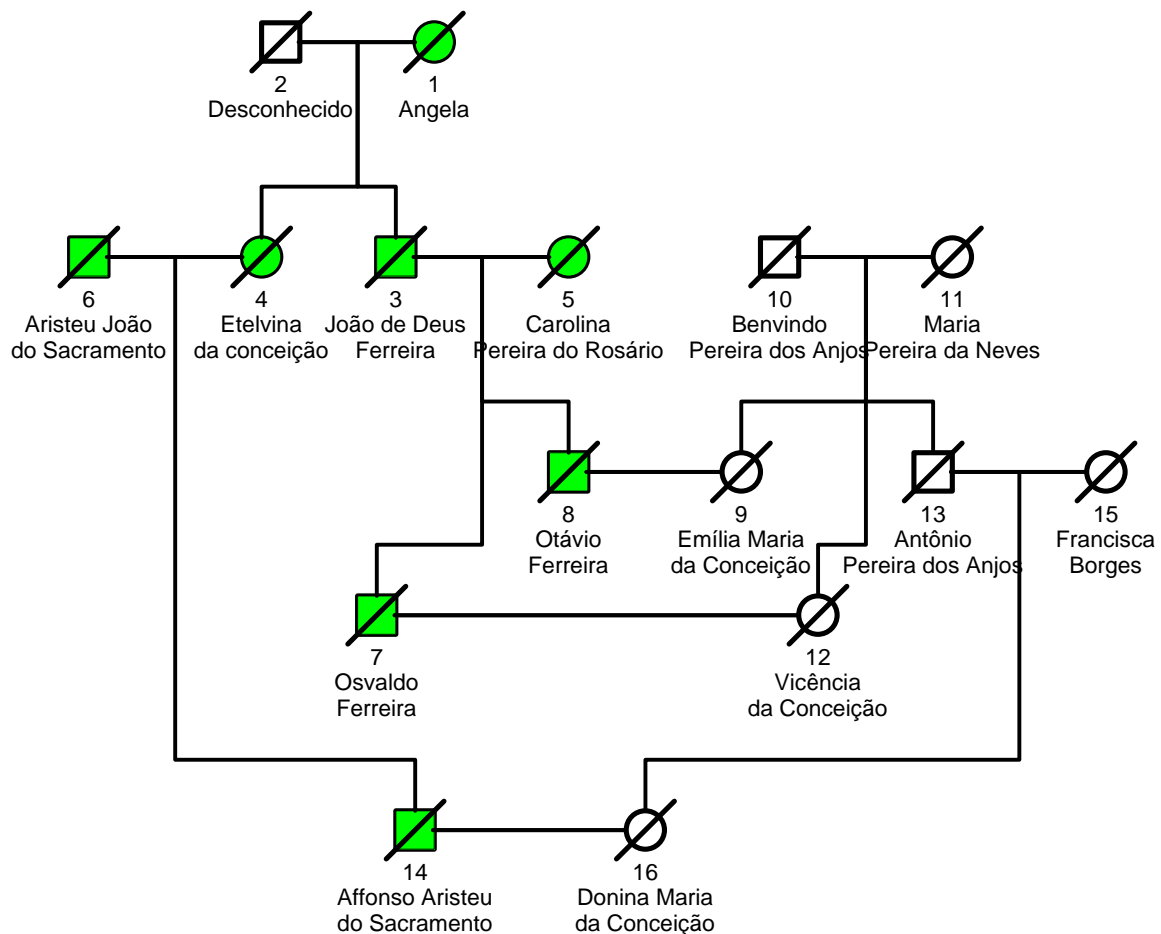 2
Desconhecido
1
Angela
6
Aristeu João
do Sacramento
4
Etelvina
da conceição
3
João de Deus
Ferreira
5
Carolina
Pereira do Rosário
10
Benvindo
Pereira dos Anjos
11
Maria
Pereira da Neves
8
Otávio
Ferreira
9
Emília Maria
da Conceição
13
Antônio
Pereira dos Anjos
15
Francisca
Borges
7
Osvaldo
Ferreira
12
Vicência
da Conceição
14
Affonso Aristeu
do Sacramento
16
Donina Maria
da Conceição